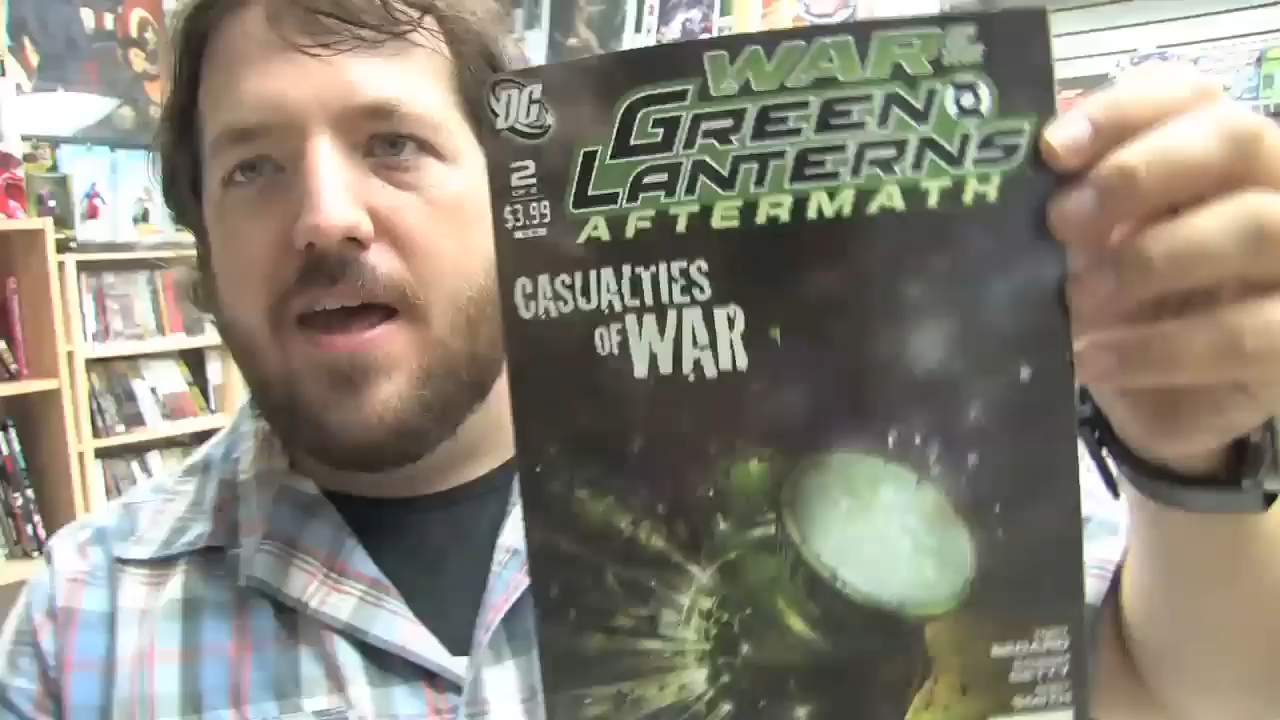 WAR OF THE
GREEN
LANTERNS
AFTERMATH
DC
2
$3.99
CASUALTIES
OF WAR